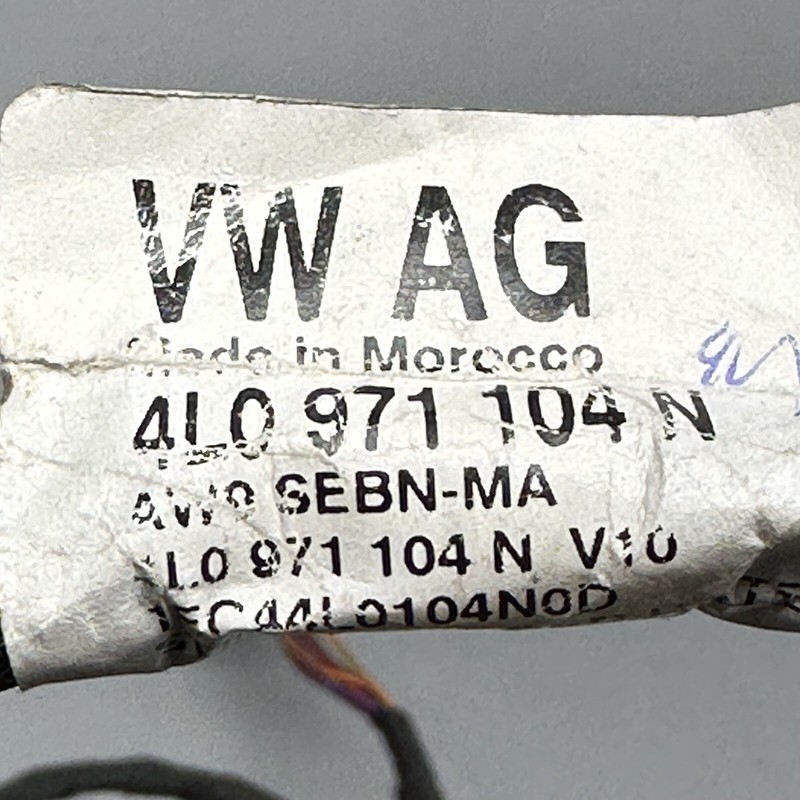 VW AG
Made in Morocco
4L0 971 104 N
SEBN-MA
4L0 971 104 N V10